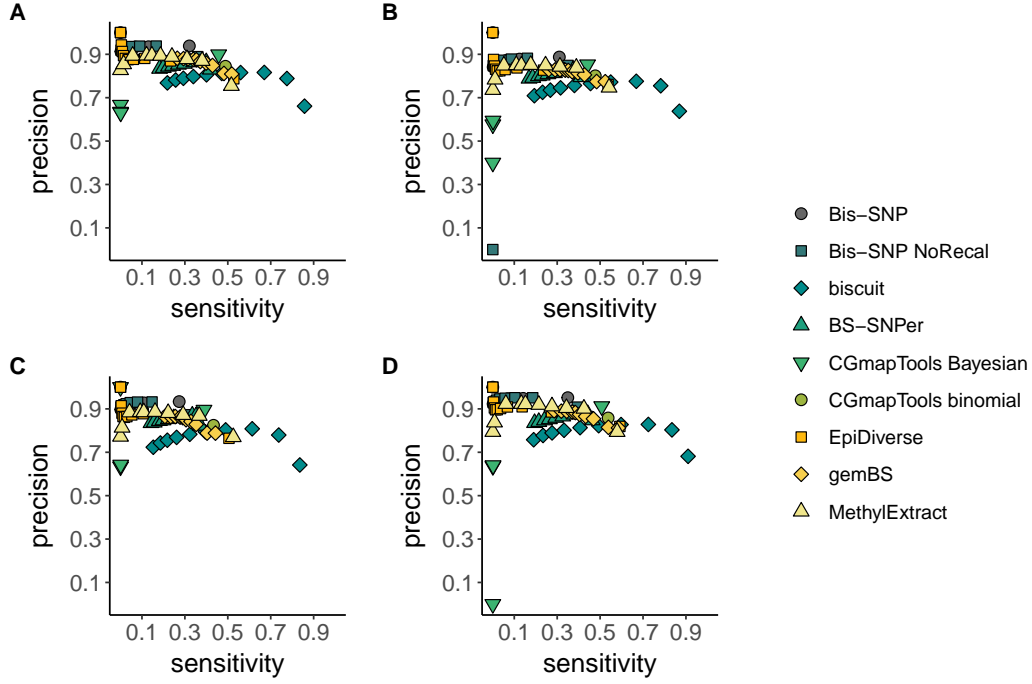 A
B
0.9
0.7
0.5
0.3
0.1
precision
0.1 0.3 0.5 0.7 0.9
sensitivity
0.9
0.7
0.5
0.3
0.1
precision
0.1 0.3 0.5 0.7 0.9
sensitivity
C
D
0.9
0.7
0.5
0.3
0.1
precision
0.1 0.3 0.5 0.7 0.9
sensitivity
0.9
0.7
0.5
0.3
0.1
precision
0.1 0.3 0.5 0.7 0.9
sensitivity
Bis−SNP
Bis−SNP NoRecal
biscuit
BS−SNPer
CGmapTools Bayesian
CGmapTools binomial
EpiDiverse
gemBS
MethylExtract